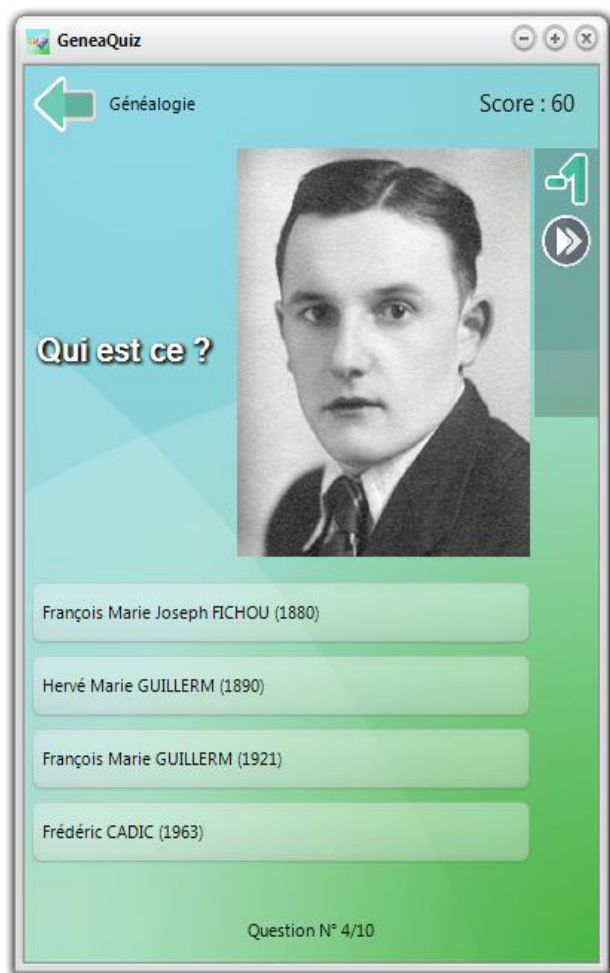 GeneaQuiz
Généalogie
Score : 60
-1
Qui est ce ?
François Marie Joseph FICHOU (1880)
Hervé Marie GUILLERM (1890)
François Marie GUILLERM (1921)
Frédéric CADIC (1963)
Question N° 4/10